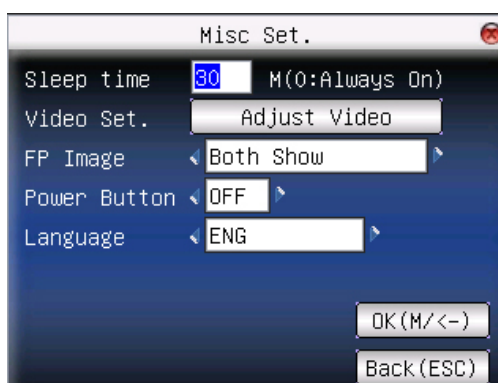 Misc Set.
Sleep time 30 M(0:Always On)
Video Set. Adjust Video
FP Image Both Show
Power Button OFF
Language ENG
OK(M/<-)
Back(ESC)